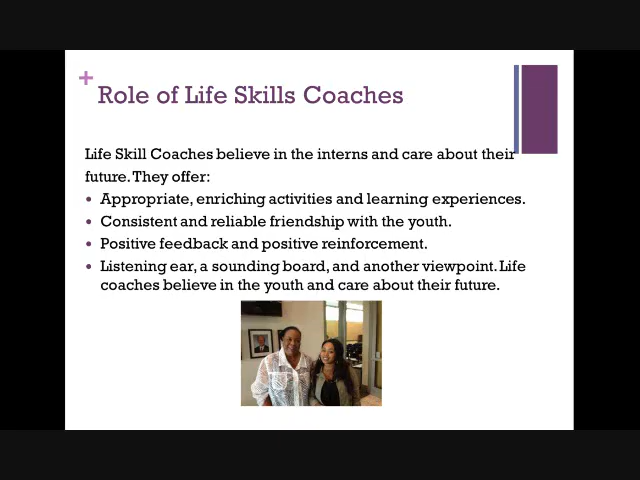 +
Role of Life Skills Coaches
Life Skill Coaches believe in the interns and care about their
future. They offer:
• Appropriate, enriching activities and learning experiences.
• Consistent and reliable friendship with the youth.
• Positive feedback and positive reinforcement.
• Listening ear, a sounding board, and another viewpoint. Life
coaches believe in the youth and care about their future.